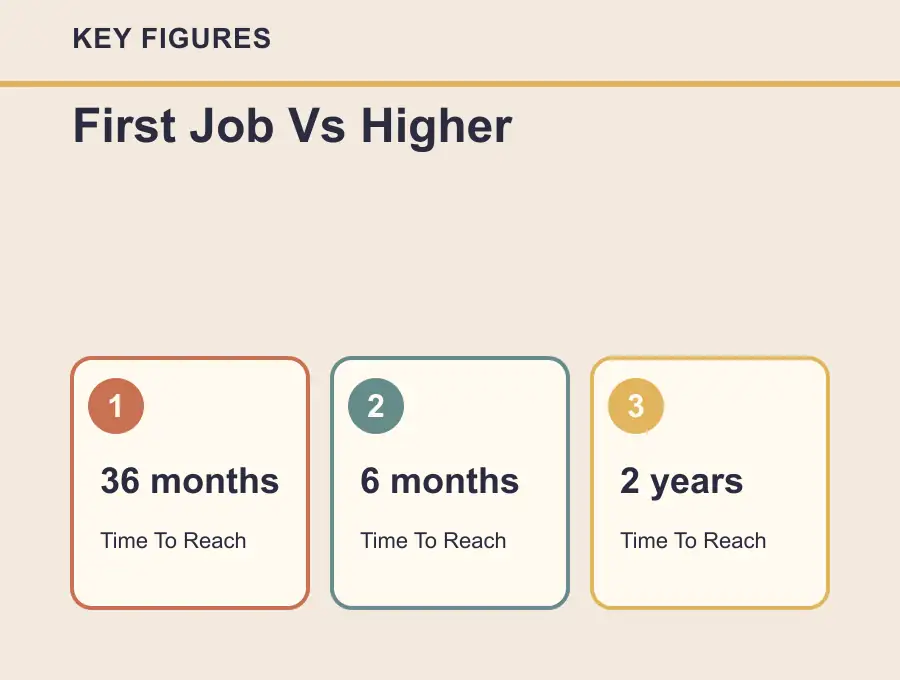 KEY FIGURES
First Job Vs Higher
1
2
3
36 months
6 months
2 years
Time To Reach
Time To Reach
Time To Reach